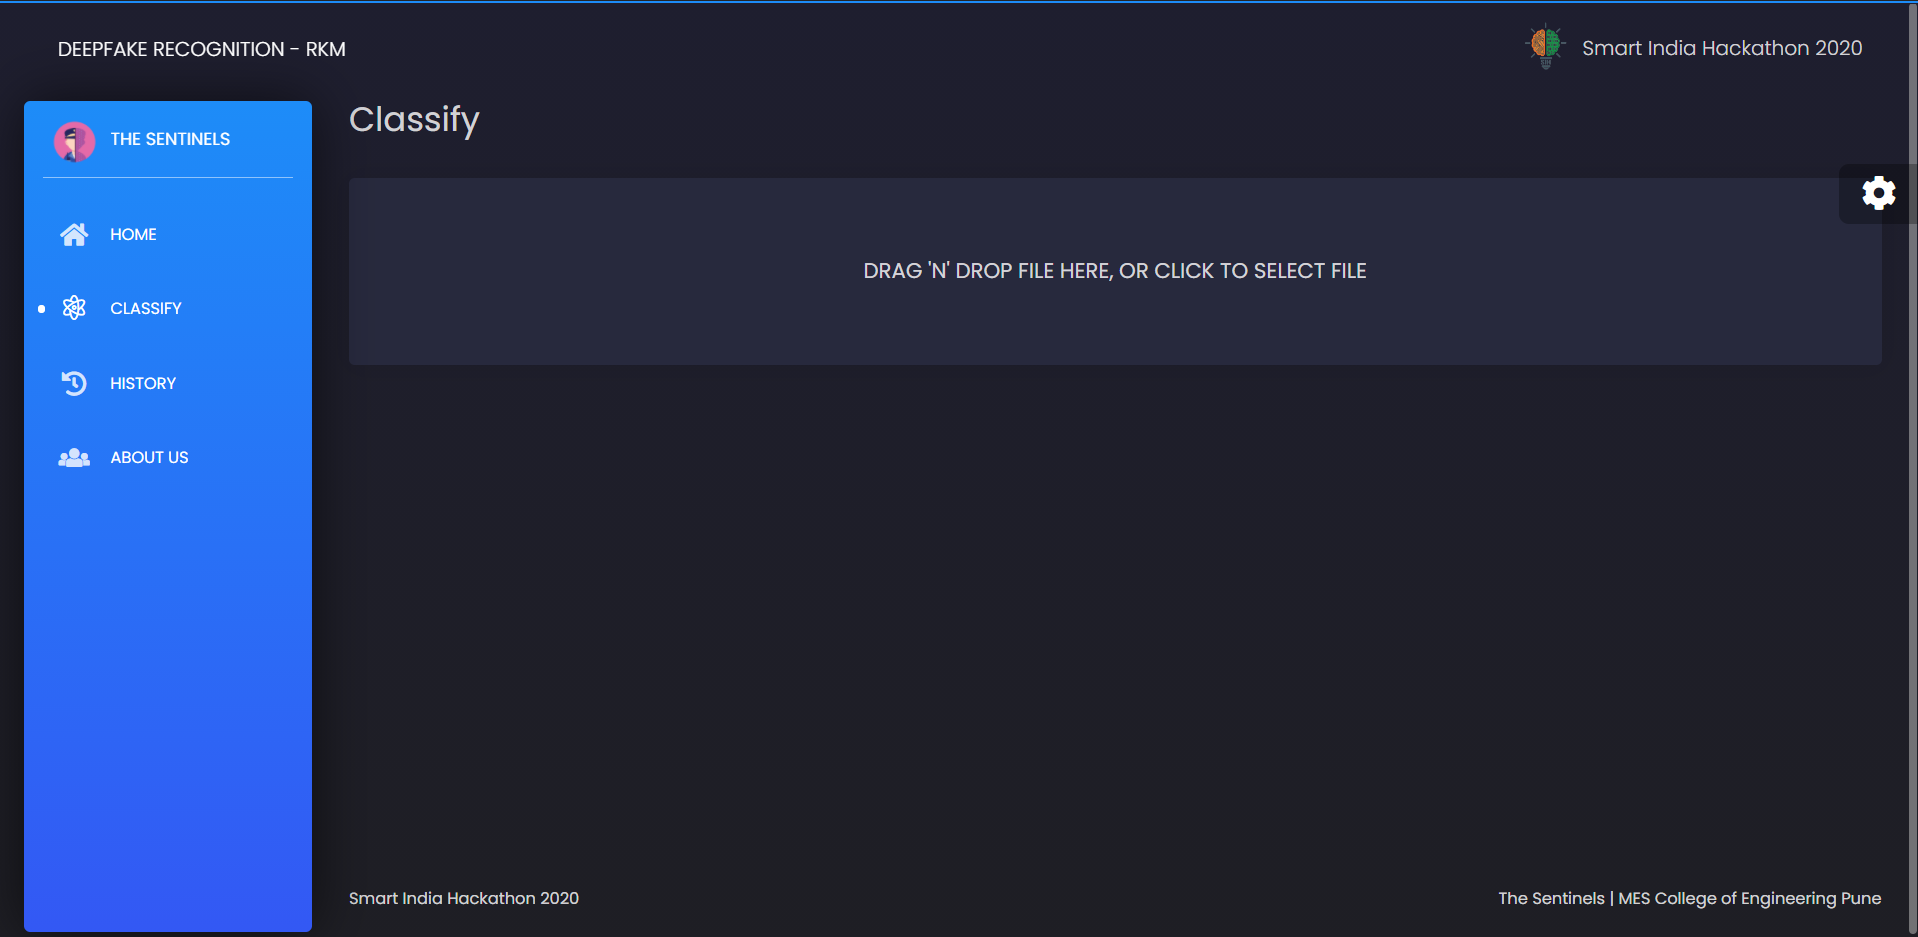 DEEPFAKE RECOGNITION - RKM
Smart India Hackathon 2020
THE SENTINELS
HOME
CLASSIFY
HISTORY
ABOUT US
Classify
DRAG 'N' DROP FILE HERE, OR CLICK TO SELECT FILE
Smart India Hackathon 2020
The Sentinels | MES College of Engineering Pune